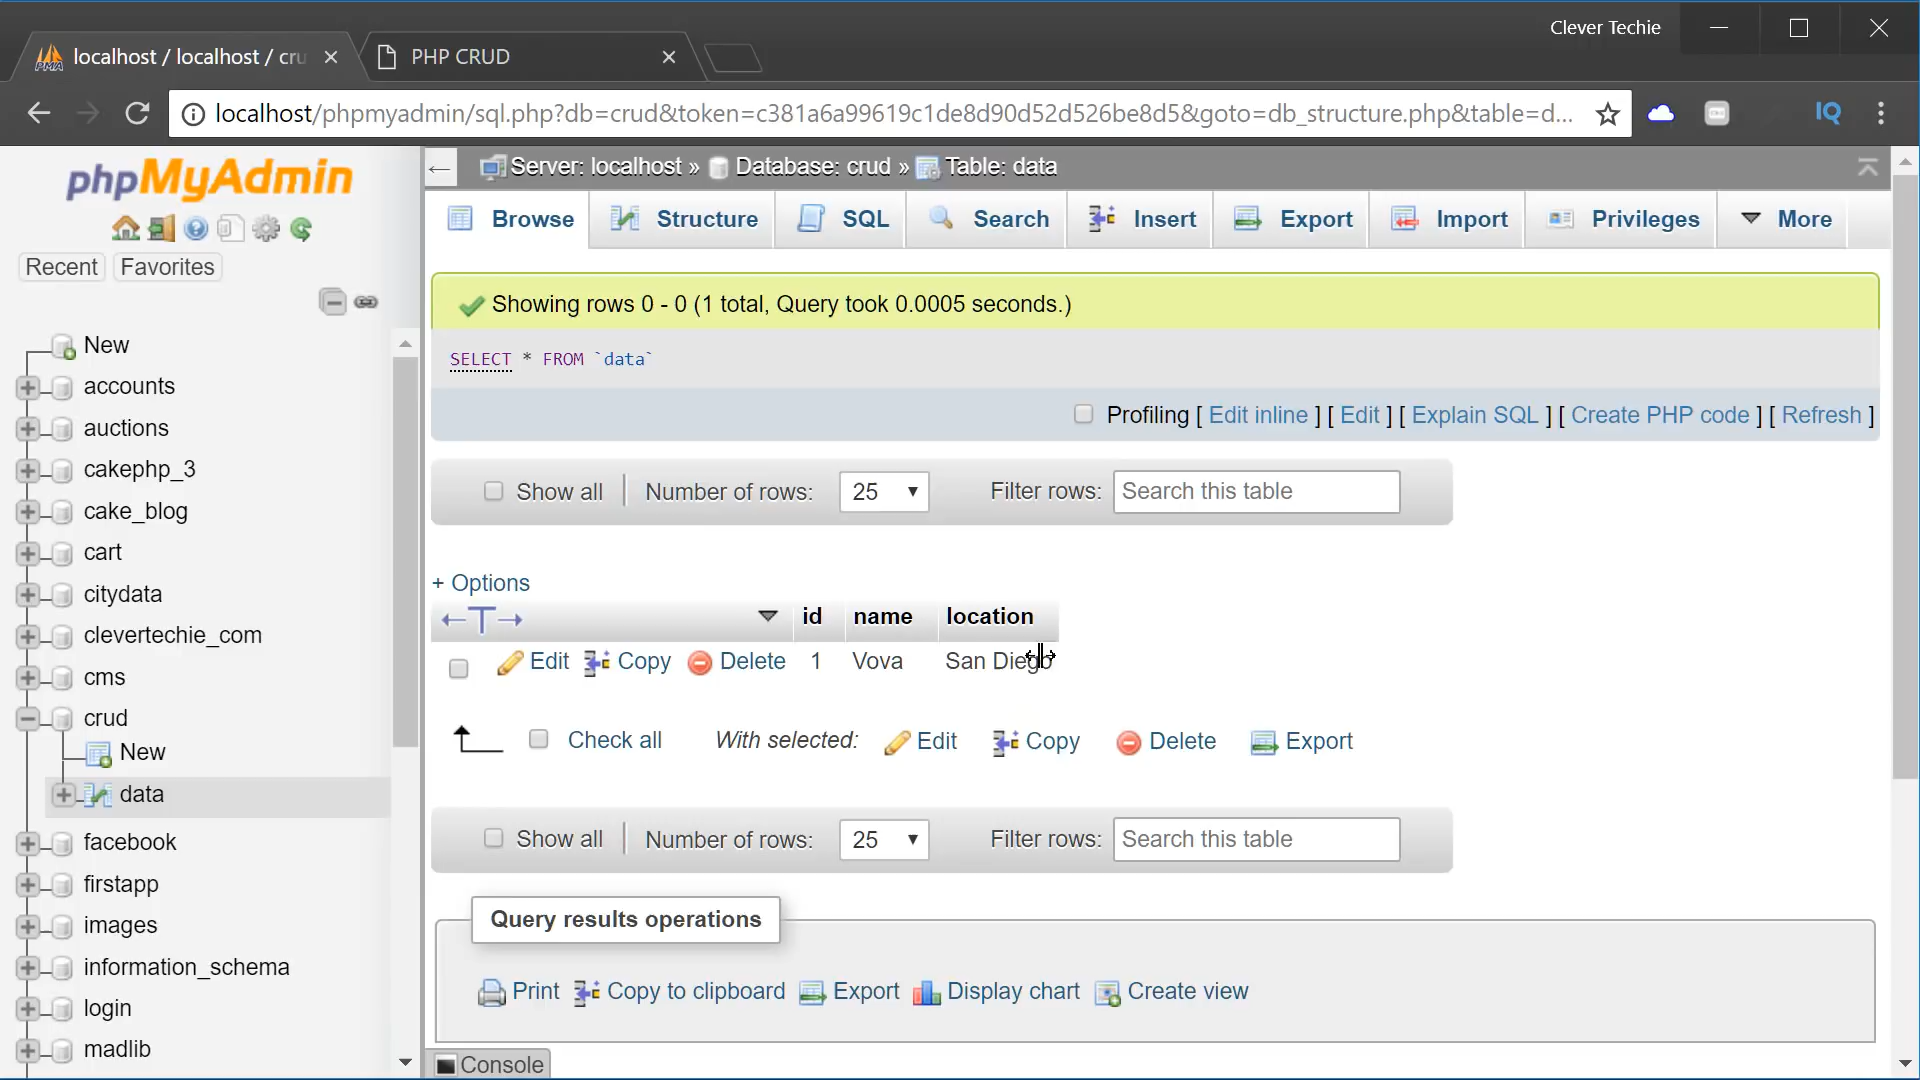 Clever Techie
localhost / localhost / cru
PHP CRUD
localhost/phpmyadmin/sql.php?db=crud&token=c381a6a99619c1de8d90d52d526be8d5&goto=db_structure.php&table=d...
IQ
phpMyAdmin
Recent Favorites
New
accounts
auctions
cakephp_3
cake_blog
cart
citydata
clevertechie_com
cms
crud
New
data
facebook
firstapp
images
information_schema
login
madlib
Server: localhost » Database: crud » Table: data
Browse Structure SQL Search Insert Export Import Privileges More
Showing rows 0 - 0 (1 total, Query took 0.0005 seconds.)
SELECT * FROM `data`
Profiling [ Edit inline ] [ Edit ] [ Explain SQL ] [ Create PHP code ] [ Refresh ]
Show all Number of rows: 25 Filter rows: Search this table
+ Options
←T→ id name location
Edit Copy Delete 1 Vova San Diego
Check all With selected: Edit Copy Delete Export
Show all Number of rows: 25 Filter rows: Search this table
Query results operations
Print Copy to clipboard Export Display chart Create view
Console